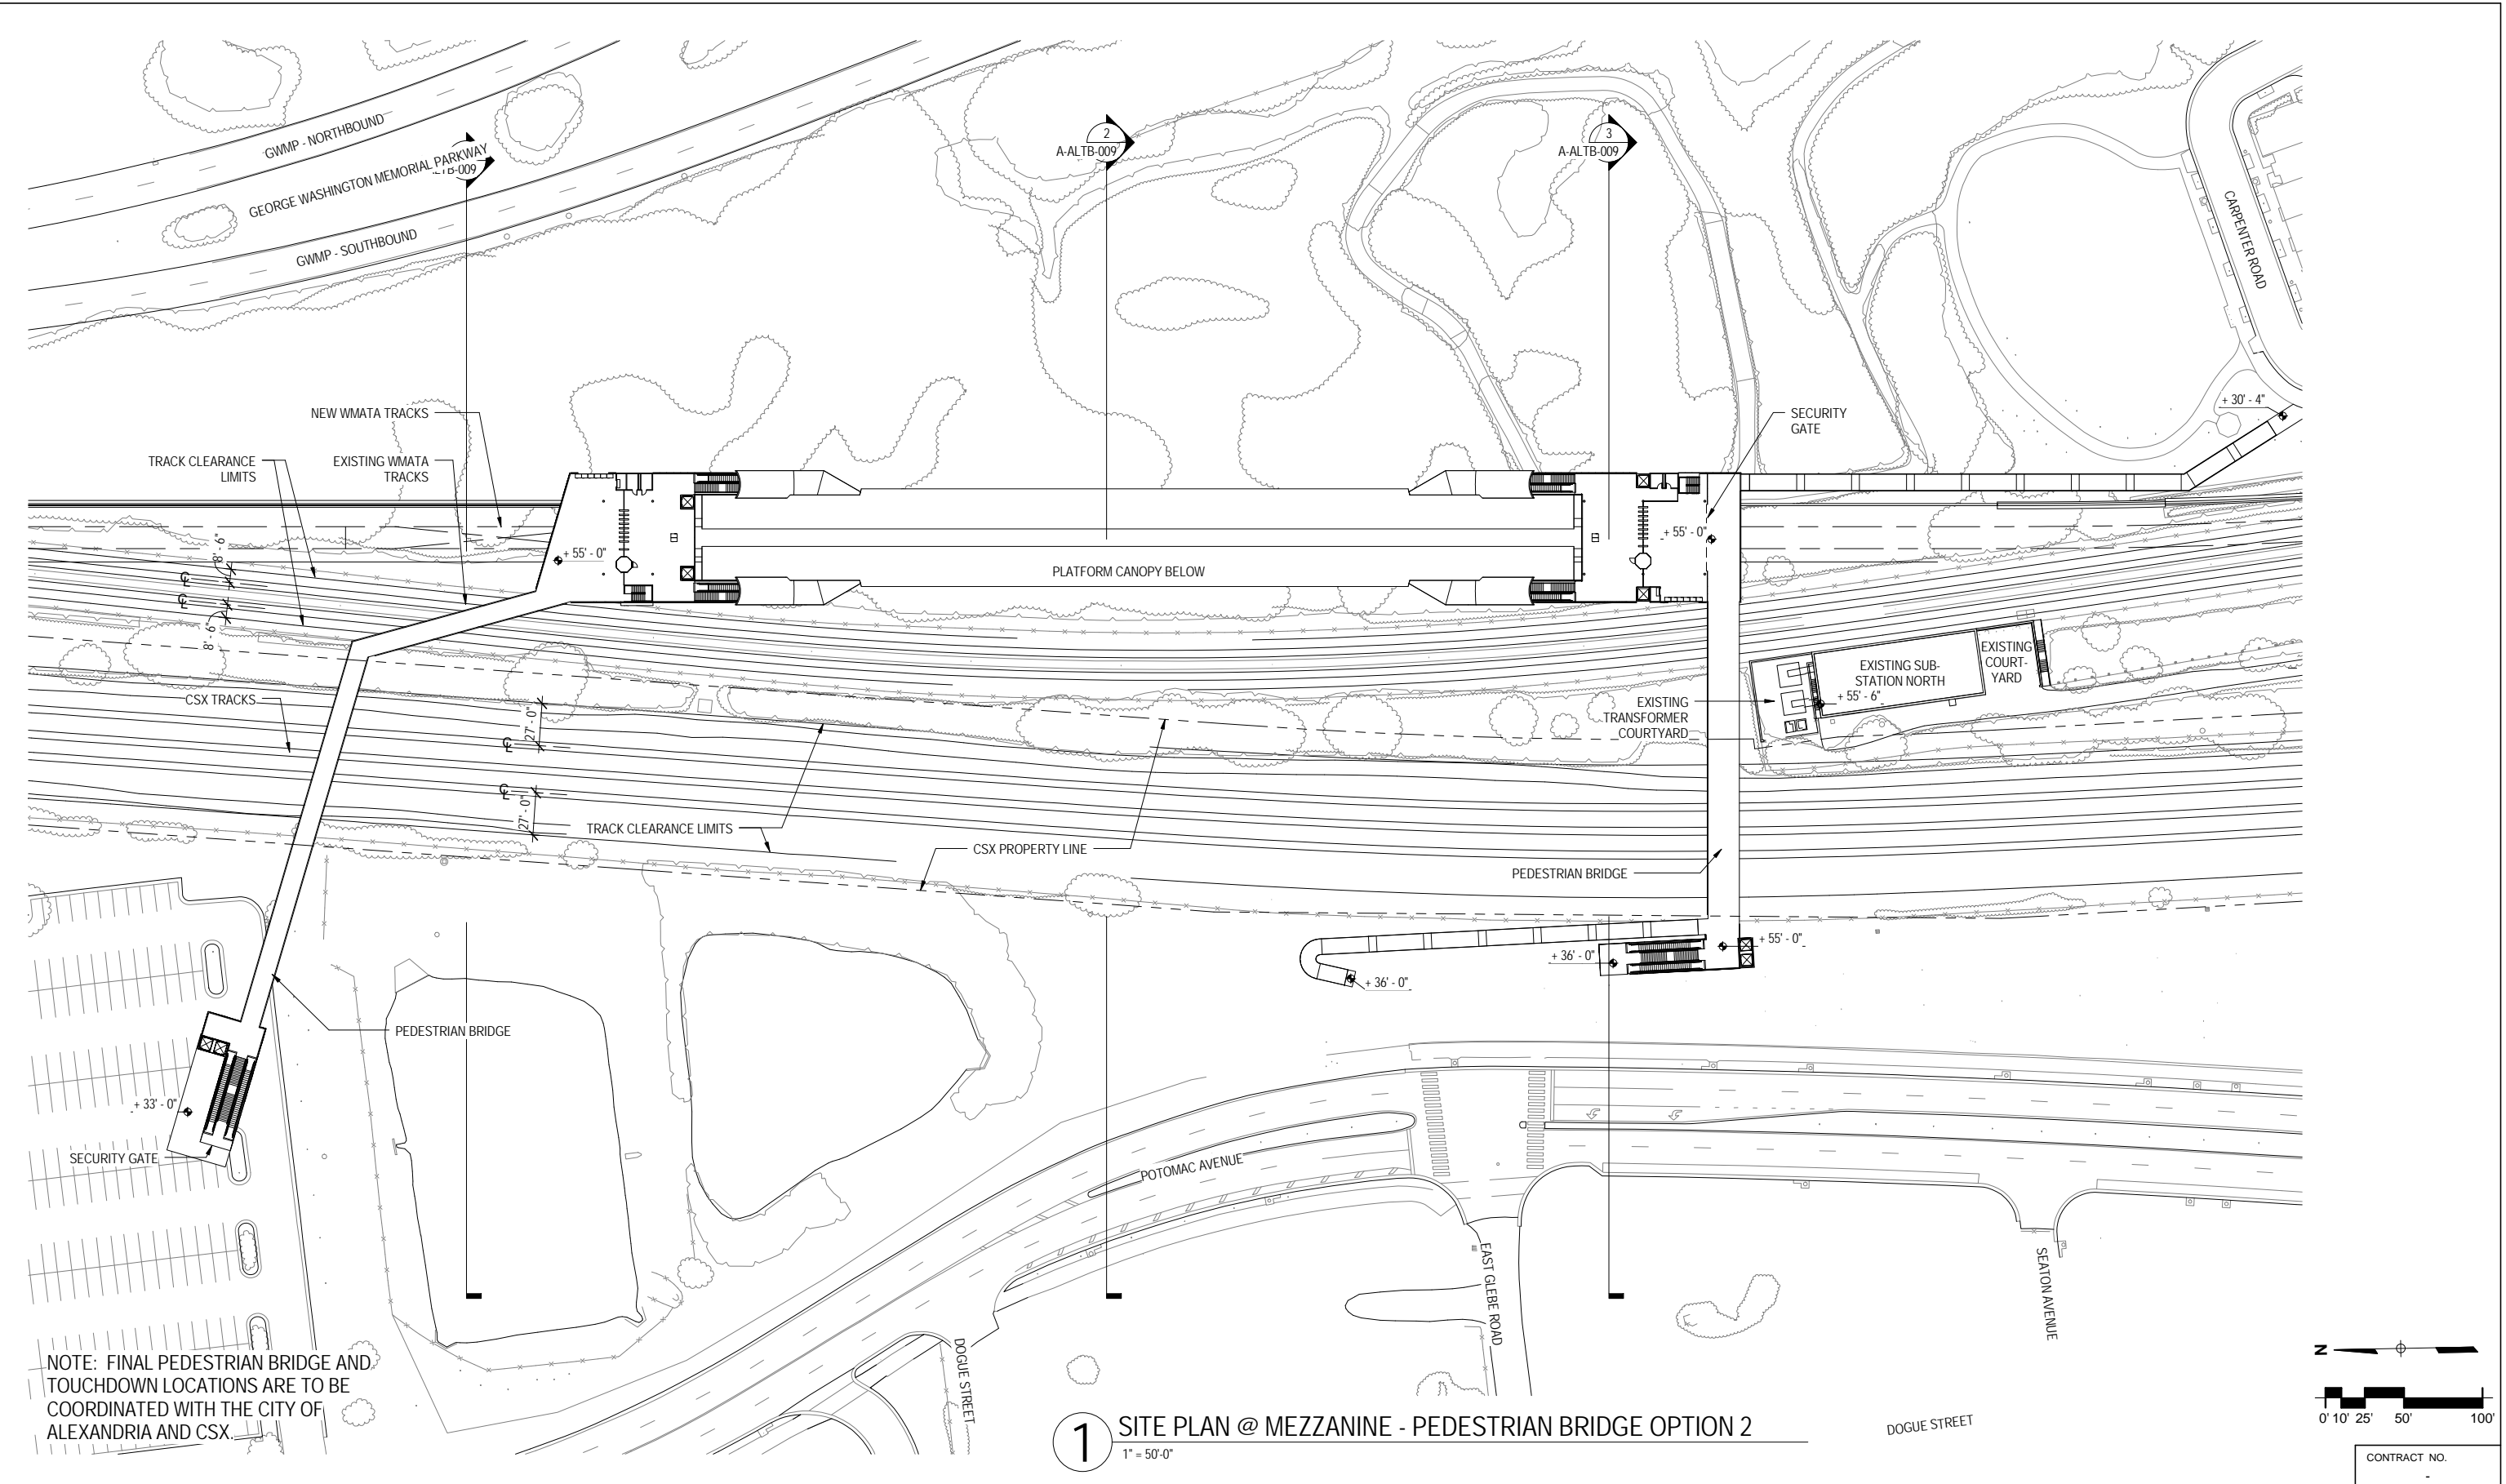 GWMP - NORTHBOUND
GEORGE WASHINGTON MEMORIAL PARKWAY
GWMP - SOUTHBOUND
2
A-ALTB-009
3
A-ALTB-009
CARPENTER ROAD
NEW WMATA TRACKS
TRACK CLEARANCE
LIMITS
EXISTING WMATA
TRACKS
SECURITY
GATE
+ 30' - 4"
+ 55' - 0"
+ 55' - 0"
PLATFORM CANOPY BELOW
8' - 6"
8' - 6"
CSX TRACKS
27' - 0"
27' - 0"
EXISTING SUB-
STATION NORTH
EXISTING
COURT-
YARD
+ 55' - 6"
EXISTING
TRANSFORMER
COURTYARD
TRACK CLEARANCE LIMITS
CSX PROPERTY LINE
PEDESTRIAN BRIDGE
+ 55' - 0"
+ 36' - 0"
+ 36' - 0"
PEDESTRIAN BRIDGE
+ 33' - 0"
SECURITY GATE
POTOMAC AVENUE
EAST GLEBE ROAD
SEATON AVENUE
DOGUE STREET
NOTE: FINAL PEDESTRIAN BRIDGE AND
TOUCHDOWN LOCATIONS ARE TO BE
COORDINATED WITH THE CITY OF
ALEXANDRIA AND CSX.
1
SITE PLAN @ MEZZANINE - PEDESTRIAN BRIDGE OPTION 2
1" = 50'-0"
DOGUE STREET
N
0' 10' 25' 50' 100'
CONTRACT NO.
-